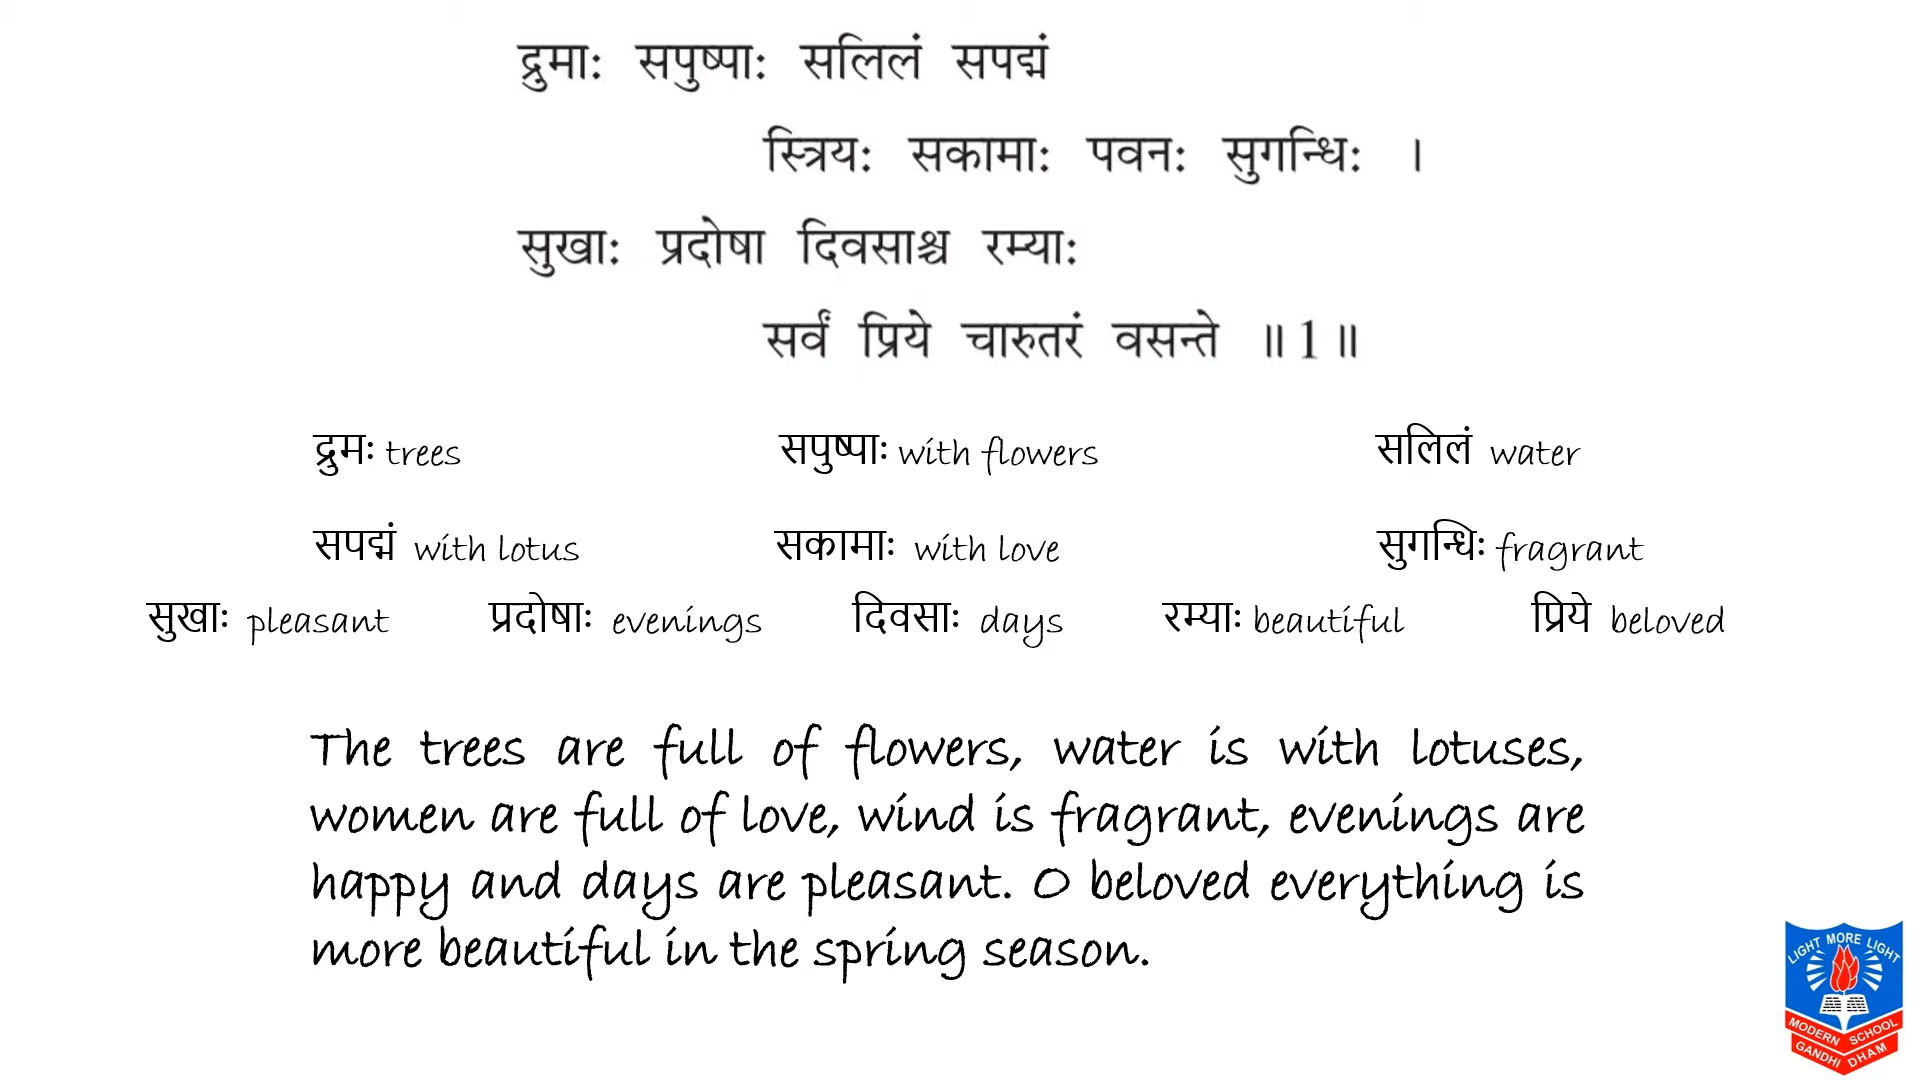 द्रुमाः सपुष्पाः सलिलं सपद्मं
स्त्रियः सकामाः पवनः सुगन्धिः ।
सुखाः प्रदोषा दिवसाश्च रम्याः
सर्वं प्रिये चारुतरं वसन्ते ॥ 1 ॥
द्रुमः trees सपुष्पाः with flowers सलिलं water
सपद्मं with lotus सकामाः with love सुगन्धिः fragrant
सुखाः pleasant प्रदोषाः evenings दिवसाः days रम्याः beautiful प्रिये beloved
The trees are full of flowers, water is with lotuses,
women are full of love, wind is fragrant, evenings are
happy and days are pleasant. O beloved everything is
more beautiful in the spring season.
LIGHT MORE LIGHT
MODERN SCHOOL
GANDHI DHAM